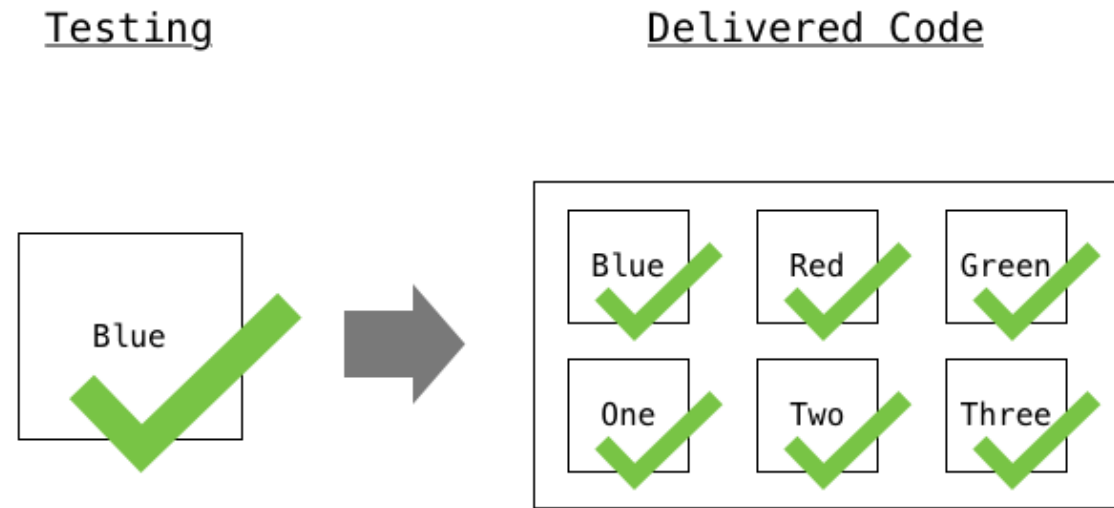 Testing
Delivered Code
Blue
Blue
Red
Green
One
Two
Three